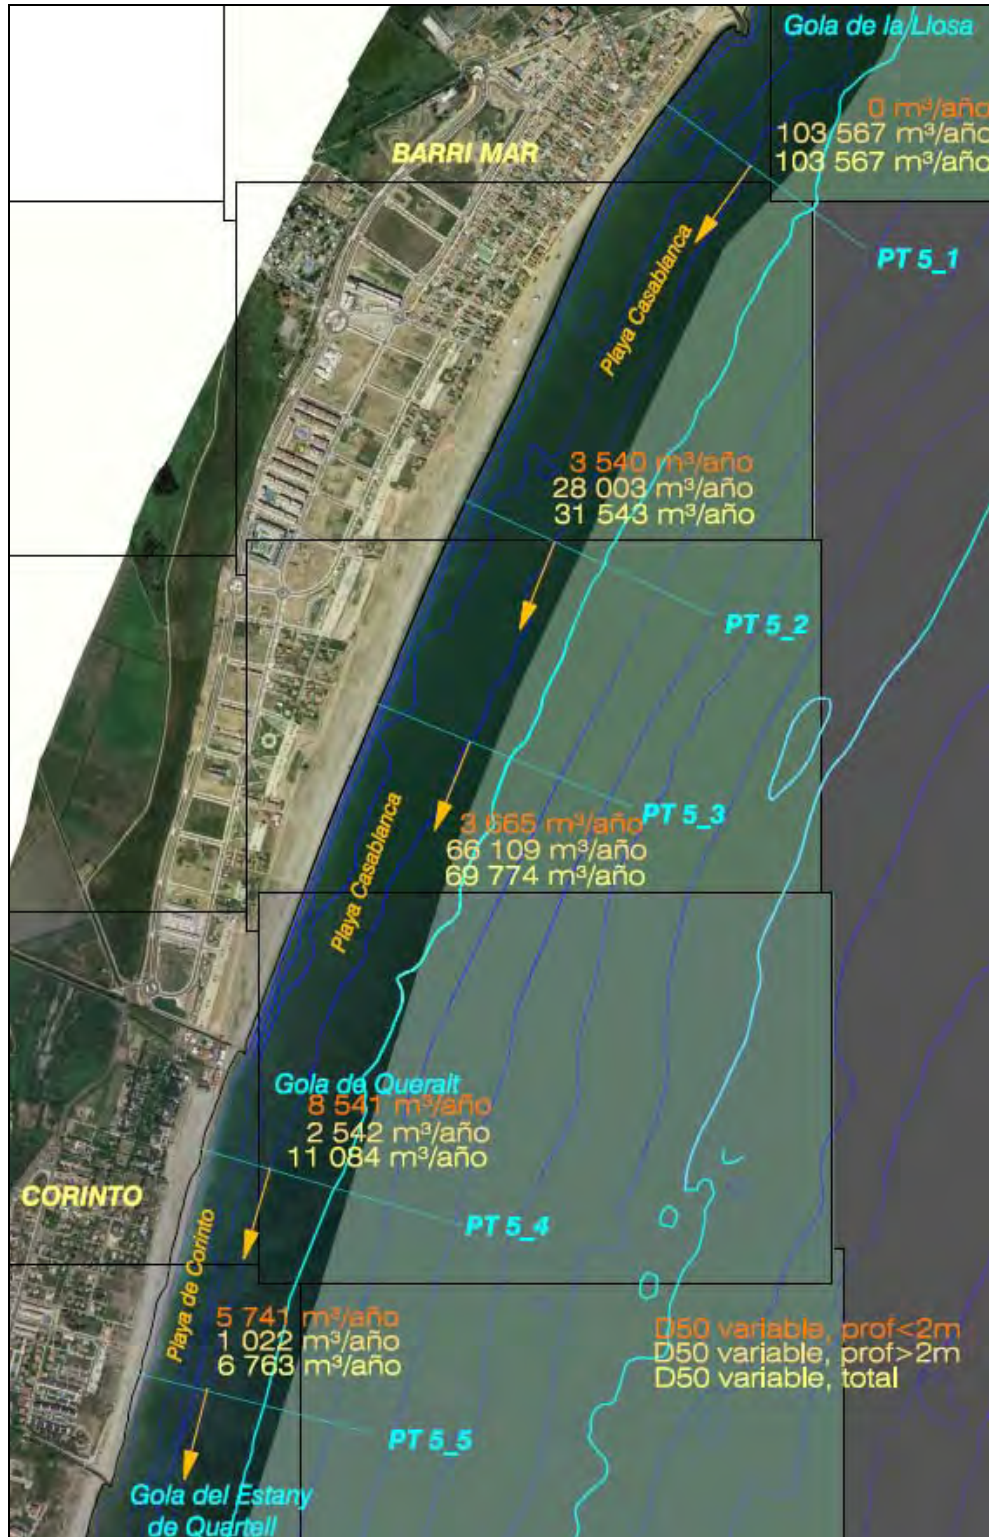 Gola de la Llosa
0 m³/año
103 567 m³/año
103 567 m³/año
BARRI MAR
PT 5_1
Playa Casablanca
3 540 m³/año
28 003 m³/año
31 543 m³/año
PT 5_2
PT 5_3
3 665 m³/año
66 109 m³/año
69 774 m³/año
Playa Casablanca
Gola de Queralt
8 541 m³/año
2 542 m³/año
11 084 m³/año
CORINTO
PT 5_4
Playa de Corinto
5 741 m³/año
1 022 m³/año
6 763 m³/año
D50 variable, prof<2m
D50 variable, prof>2m
D50 variable, total
PT 5_5
Gola del Estany
de Quartell